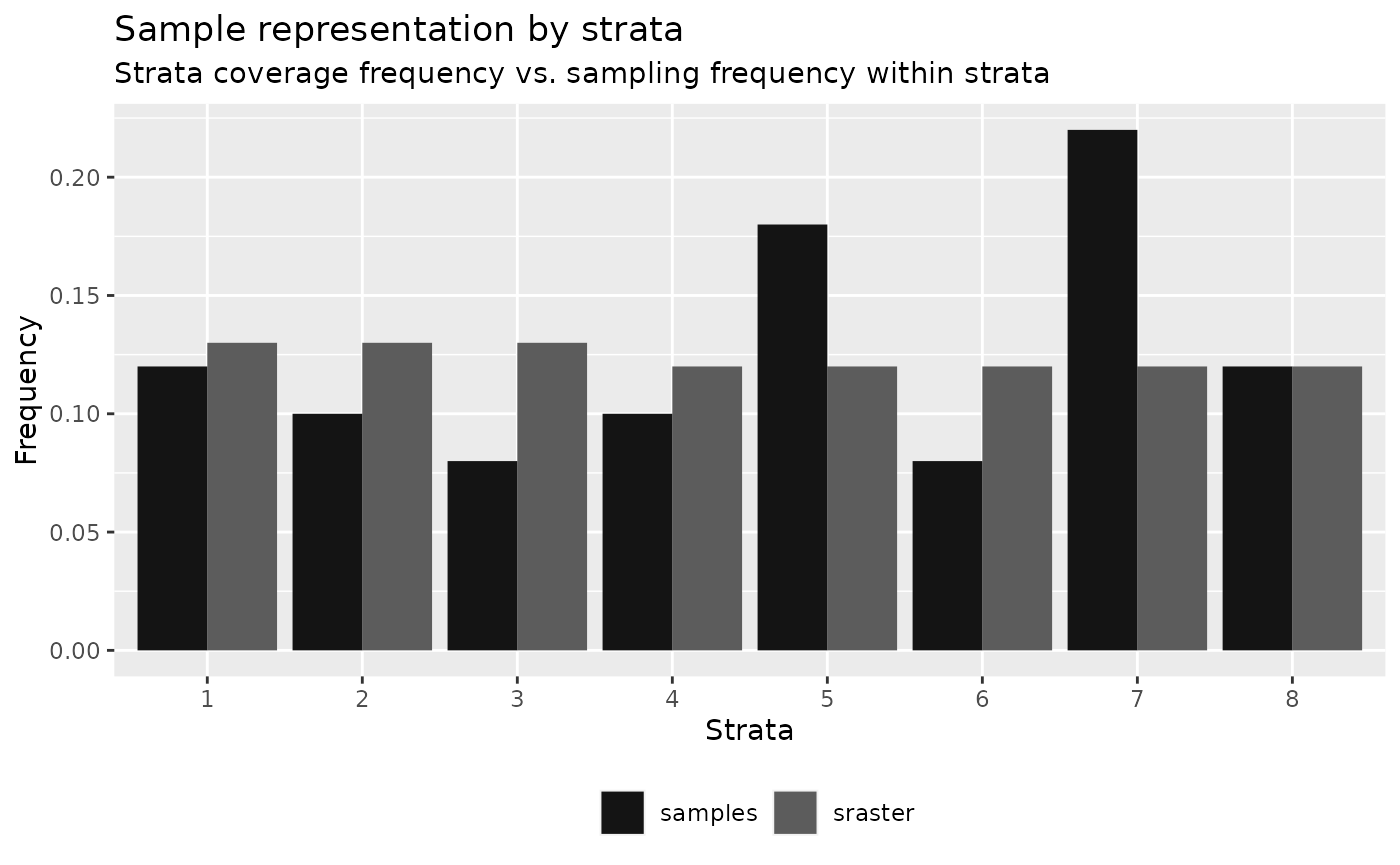 Sample representation by strata
Strata coverage frequency vs. sampling frequency within strata
Frequency
0.20
0.15
0.10
0.05
0.00
1 2 3 4 5 6 7 8
Strata
samples sraster